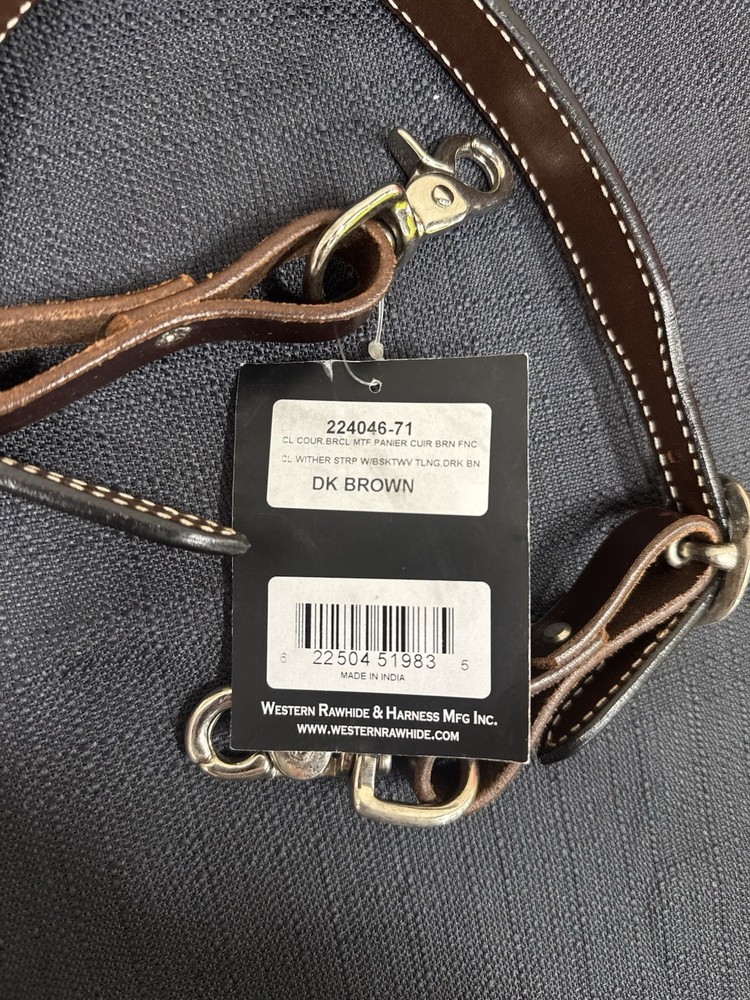 224046-71
CL COUR.BRCL MTF PANIER CUIR BRN FNC
CL WITHER STRP W/BSKTWV TLNG,DRK BN
DK BROWN
6 22504 51983 5
MADE IN INDIA
WESTERN RAWHIDE & HARNESS MFG INC.
WWW.WESTERNRAWHIDE.COM